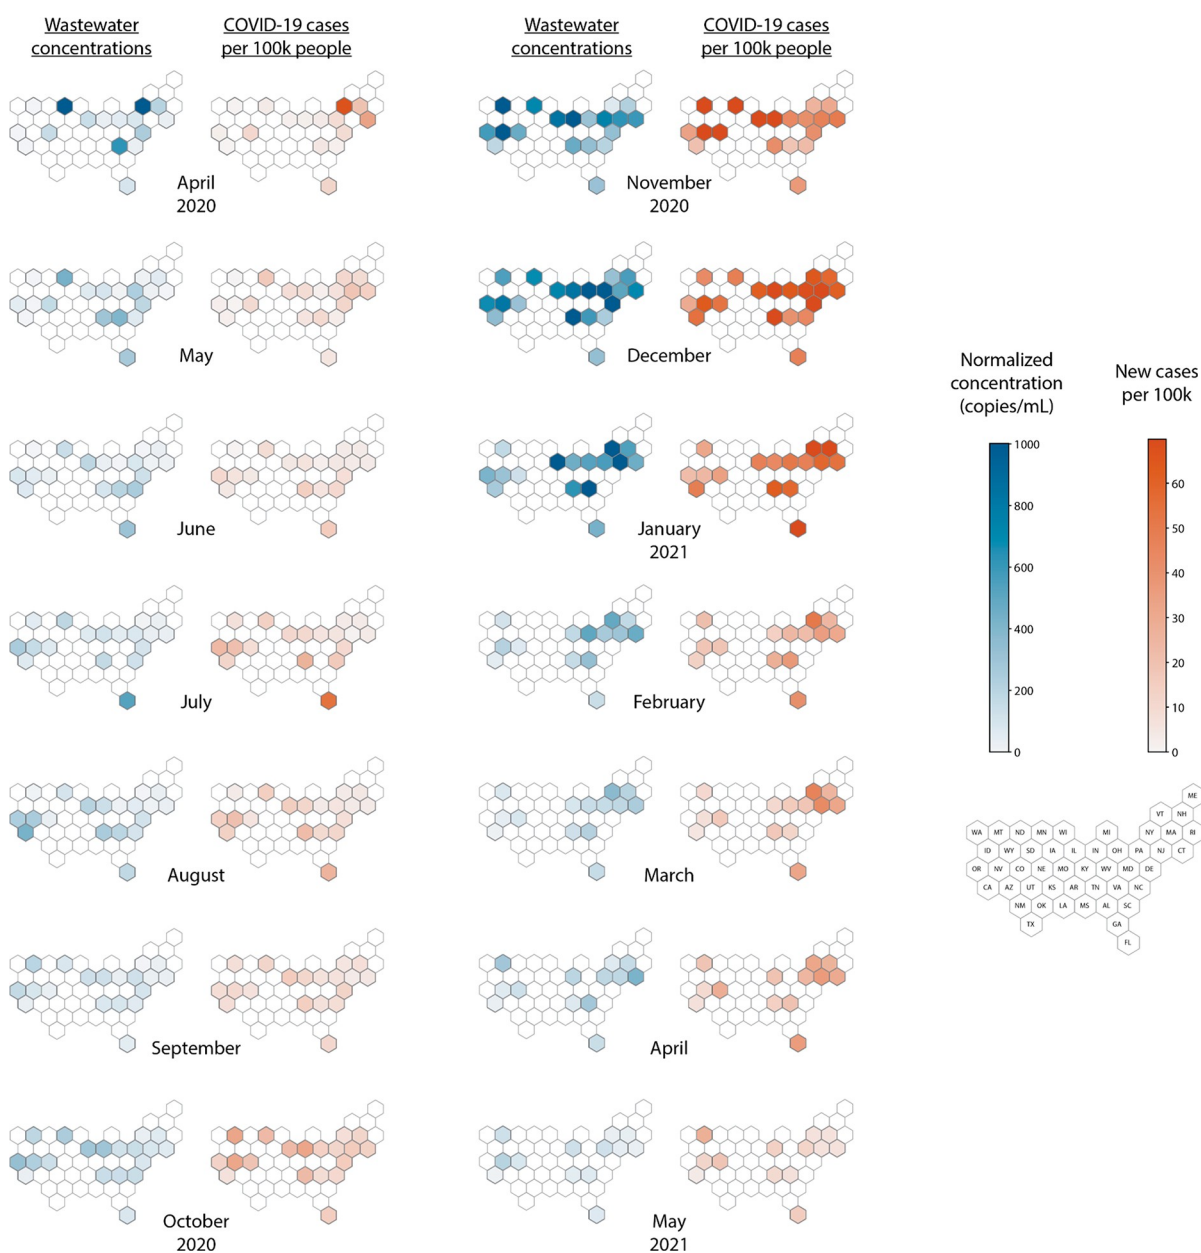 Wastewater
concentrations
COVID-19 cases
per 100k people
Wastewater
concentrations
COVID-19 cases
per 100k people
April
2020
November
2020
May
December
June
January
2021
July
February
August
March
September
April
October
2020
May
2021
Normalized
concentration
(copies/mL)
New cases
per 100k
1000
800
600
400
200
0
60
50
40
30
20
10
0
ME
VT NH
WA MT ND MN WI MI NY MA RI
ID WY SD IA IL IN OH PA NJ CT
OR NV CO NE MO KY WV MD DE
CA AZ UT KS AR TN VA NC
NM OK LA MS AL SC
TX GA
FL